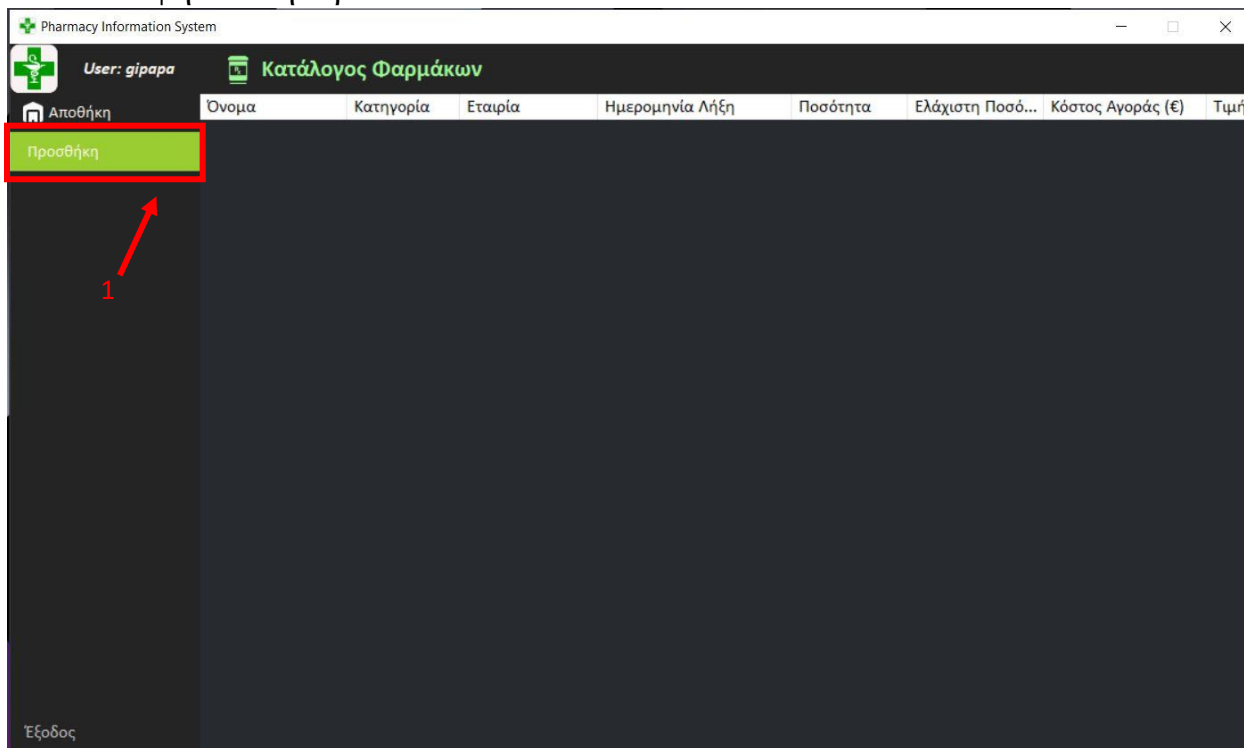 Pharmacy Information System
User: gipapa
Κατάλογος Φαρμάκων
Αποθήκη
Όνομα Κατηγορία Εταιρία Ημερομηνία Λήξη Ποσότητα Ελάχιστη Ποσό... Κόστος Αγοράς (€) Τιμή
Προσθήκη
1
Έξοδος